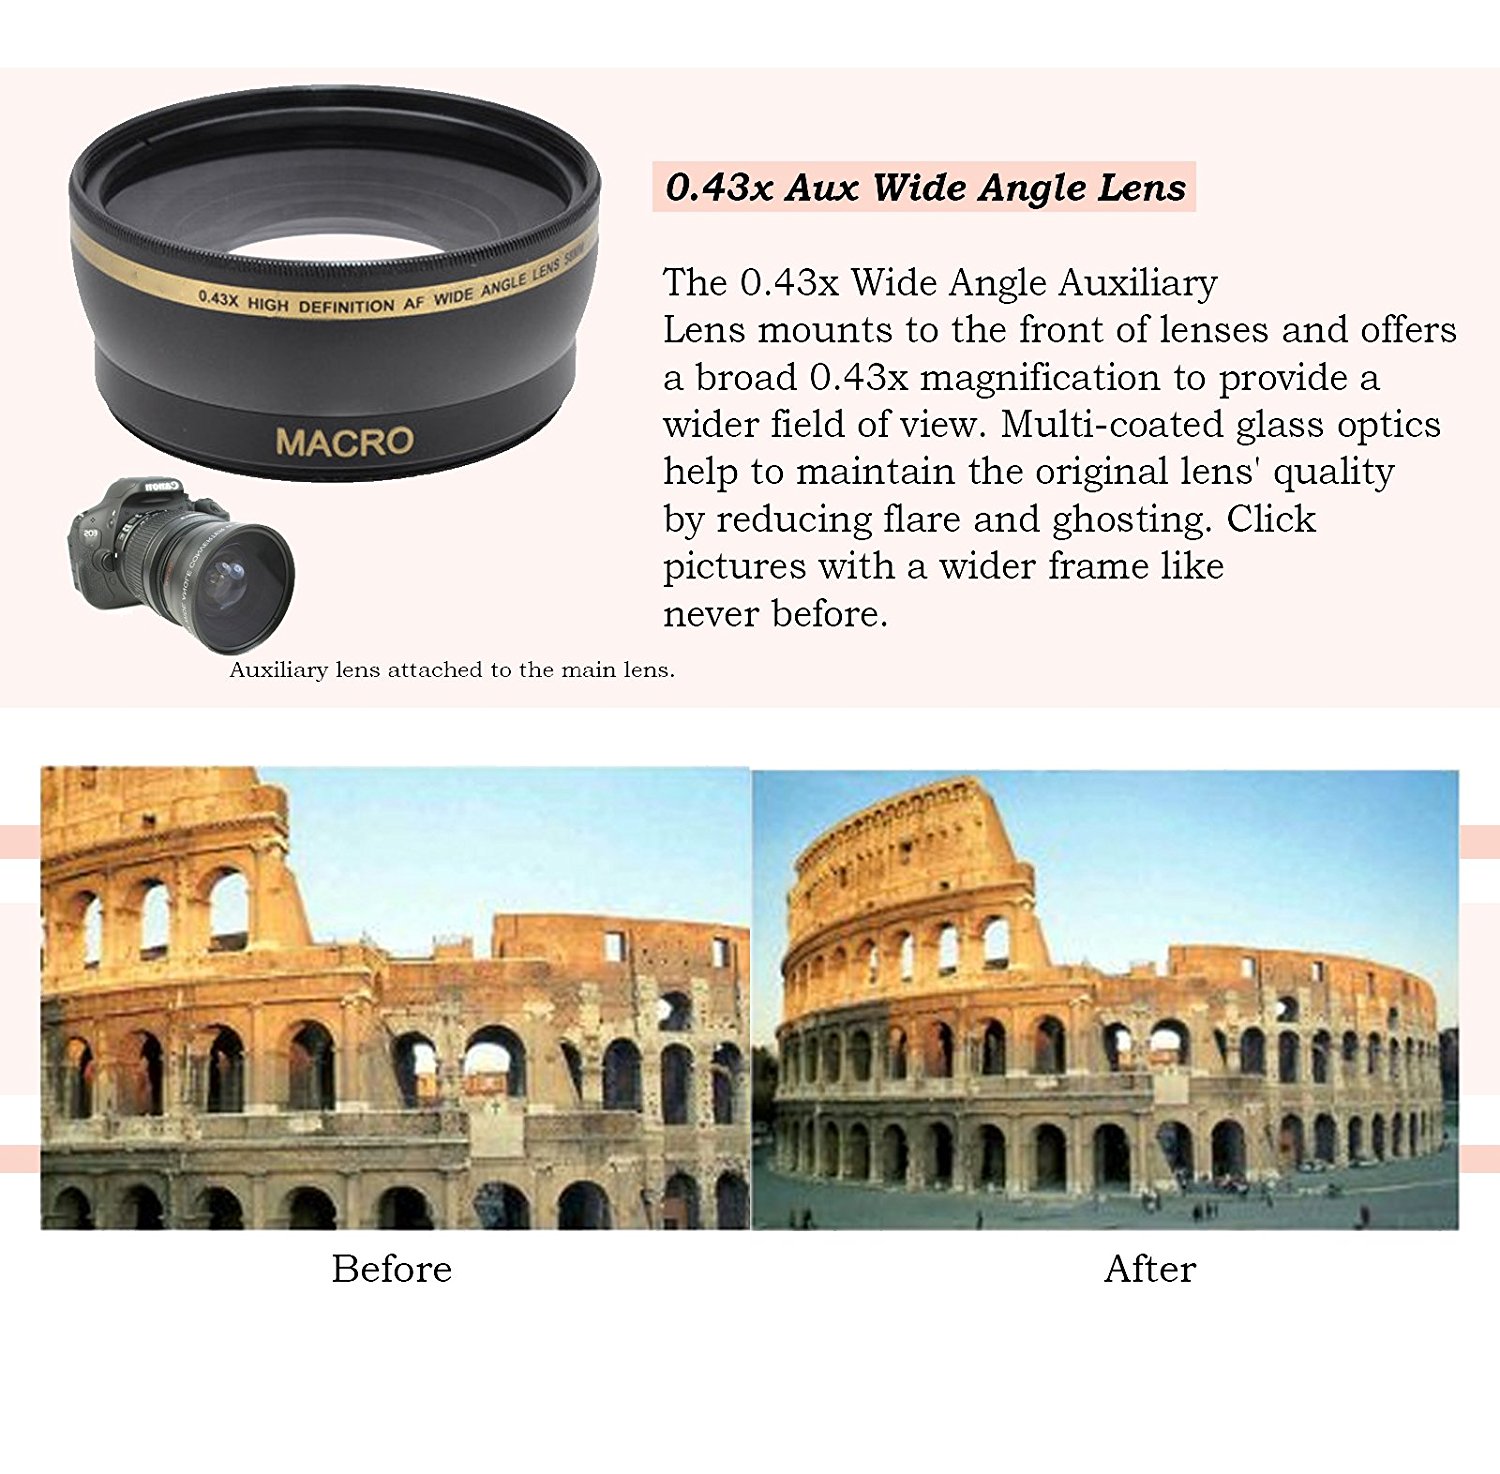 0.43x Aux Wide Angle Lens
The 0.43x Wide Angle Auxiliary
Lens mounts to the front of lenses and offers
a broad 0.43x magnification to provide a
wider field of view. Multi-coated glass optics
help to maintain the original lens' quality
by reducing flare and ghosting. Click
pictures with a wider frame like
never before.
0.43X HIGH DEFINITION AF WIDE ANGLE LENS 58MM
MACRO
Canon
EOS
Auxiliary lens attached to the main lens.
Before
After